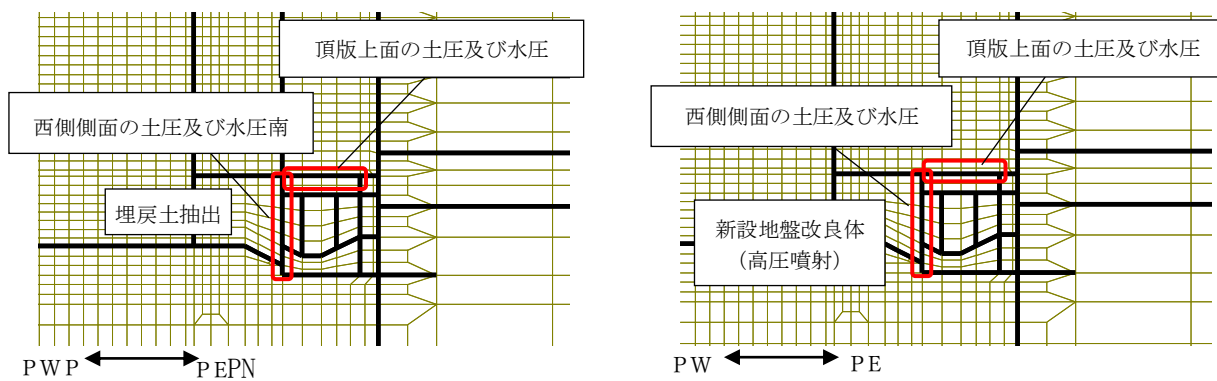 頂版上面の土圧及び水圧
西側側面の土圧及び水圧南
埋戻土抽出
PWP
PEPN
頂版上面の土圧及び水圧
西側側面の土圧及び水圧
新設地盤改良体
（高圧噴射）
PW
PE